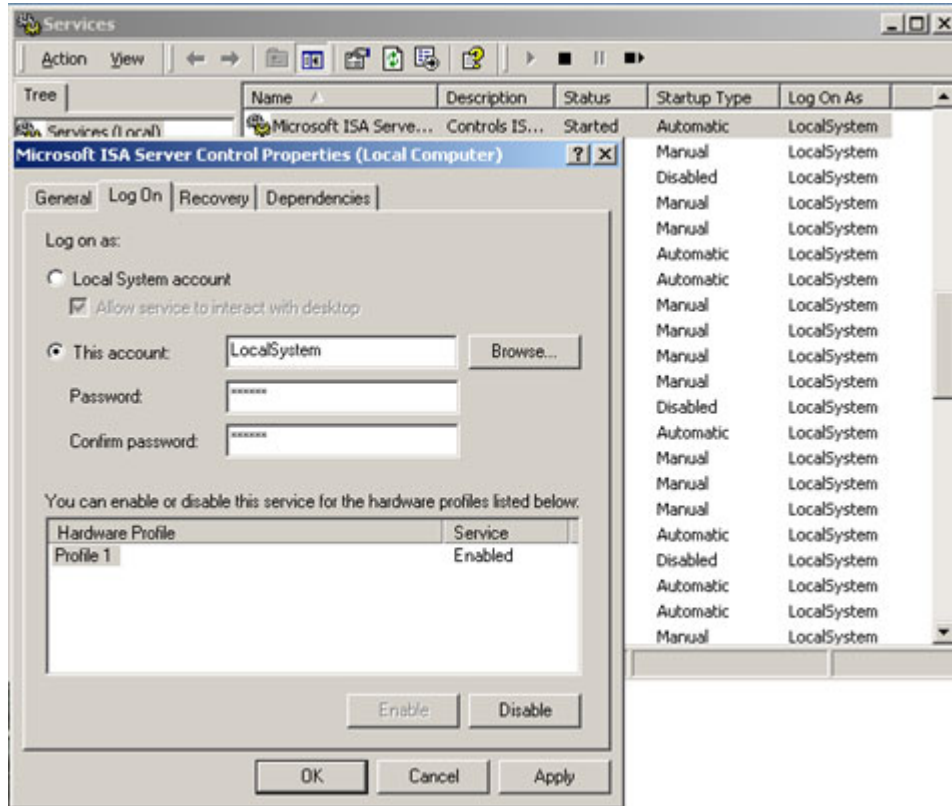 Services
Action View
Tree Name Description Status Startup Type Log On As
Services (Local) Microsoft ISA Serve... Controls IS... Started Automatic LocalSystem
Microsoft ISA Server Control Properties (Local Computer)
General Log On Recovery Dependencies
Log on as:
Local System account
Allow service to interact with desktop
This account: LocalSystem Browse...
Password: ******
Confirm password: ******
You can enable or disable this service for the hardware profiles listed below:
Hardware Profile Service
Profile 1 Enabled
Enable Disable
OK Cancel Apply
Manual LocalSystem
Disabled LocalSystem
Manual LocalSystem
Manual LocalSystem
Automatic LocalSystem
Automatic LocalSystem
Manual LocalSystem
Manual LocalSystem
Manual LocalSystem
Manual LocalSystem
Disabled LocalSystem
Automatic LocalSystem
Manual LocalSystem
Manual LocalSystem
Manual LocalSystem
Automatic LocalSystem
Disabled LocalSystem
Automatic LocalSystem
Automatic LocalSystem
Manual LocalSystem